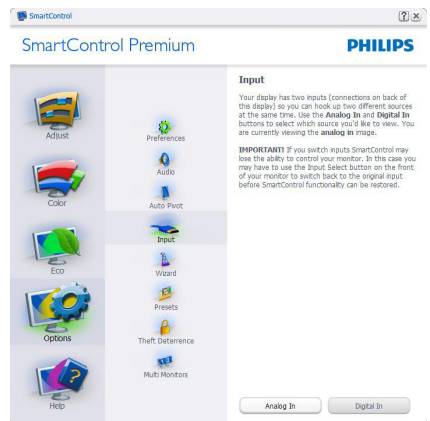 SmartControl
? ×
SmartControl Premium
PHILIPS
Adjust
Color
Eco
Options
Help
Preferences
Audio
Auto Pivot
Input
Wizard
Presets
Theft Deterrence
Multi Monitors
Input
Your display has two inputs (connections on back of
this display) so you can hook up two different sources
at the same time. Use the Analog In and Digital In
buttons to select which source you'd like to view. You
are currently viewing the analog in image.
IMPORTANT! If you switch inputs SmartControl may
lose the ability to control your monitor. In this case you
may have to use the Input Select button on the front
of your monitor to switch back to the original input
before SmartControl functionality can be restored.
Analog In
Digital In